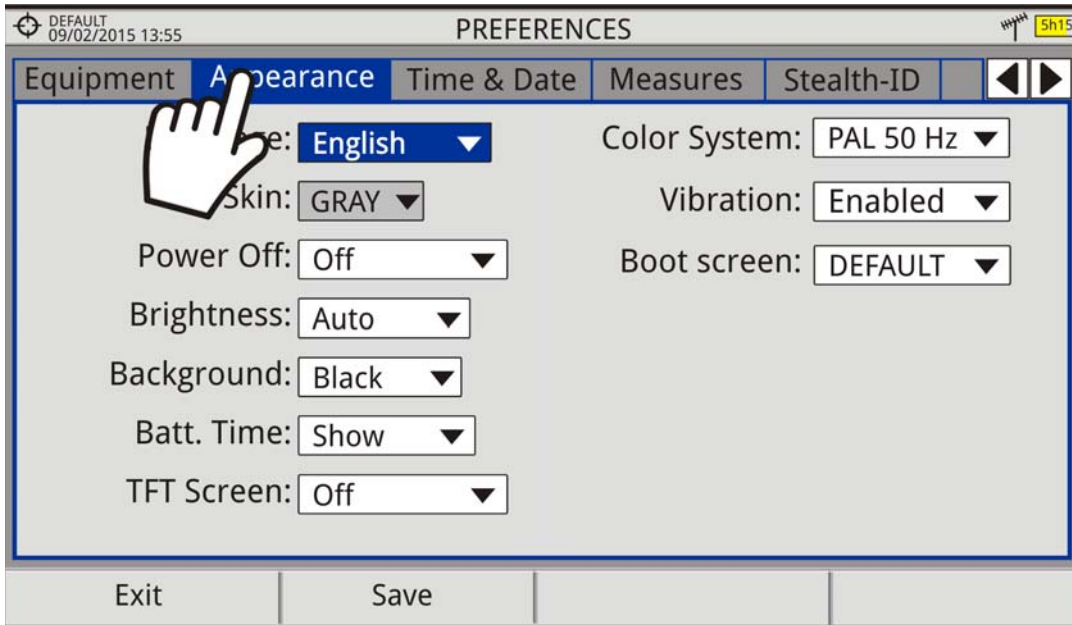 DEFAULT
09/02/2015 13:55
PREFERENCES
5h15
Equipment Appearance Time & Date Measures Stealth-ID
English
Color System: PAL 50 Hz
Skin: GRAY
Vibration: Enabled
Power Off: Off
Boot screen: DEFAULT
Brightness: Auto
Background: Black
Batt. Time: Show
TFT Screen: Off
Exit Save